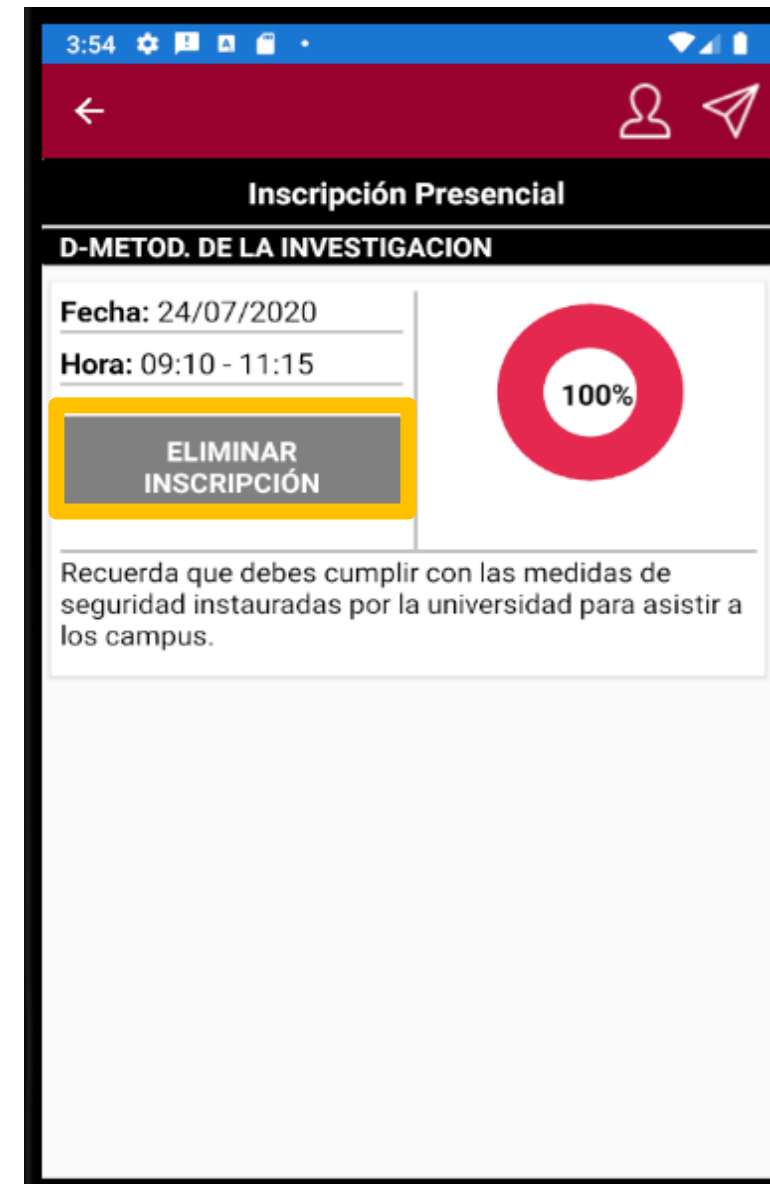 3:54
Inscripción Presencial
D-METOD. DE LA INVESTIGACION
Fecha: 24/07/2020
Hora: 09:10 - 11:15
100%
ELIMINAR
INSCRIPCIÓN
Recuerda que debes cumplir con las medidas de
seguridad instauradas por la universidad para asistir a
los campus.